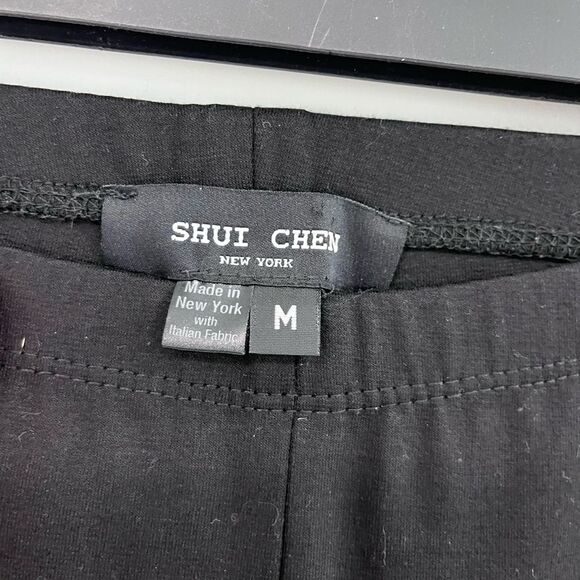 SHUI CHEN
NEW YORK
Made in
New York
with
Italian Fabric
M